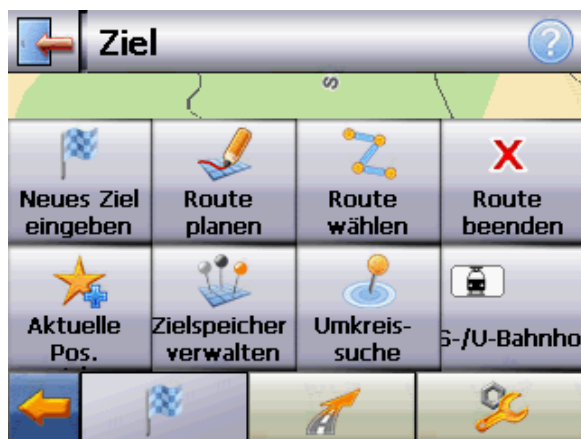 Ziel
?
S
Neues Ziel
eingeben
Route
planen
Route
wählen
X
Route
beenden
Aktuelle
Pos.
Zielspeicher
verwalten
Umkreis-
suche
S-/U-Bahnho